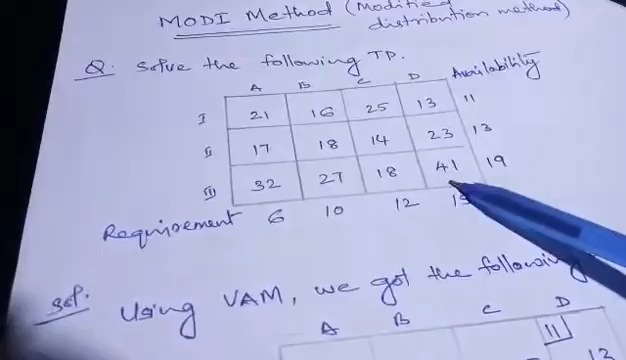 MODI Method (Modified
distribution method)
Q. Solve the following TP.
A B C D Availability
I 21 16 25 13 11
II 17 18 14 23 13
III 32 27 18 41 19
Requirement 6 10 12
Sol. Using VAM, we got the following
A B C D
11
13